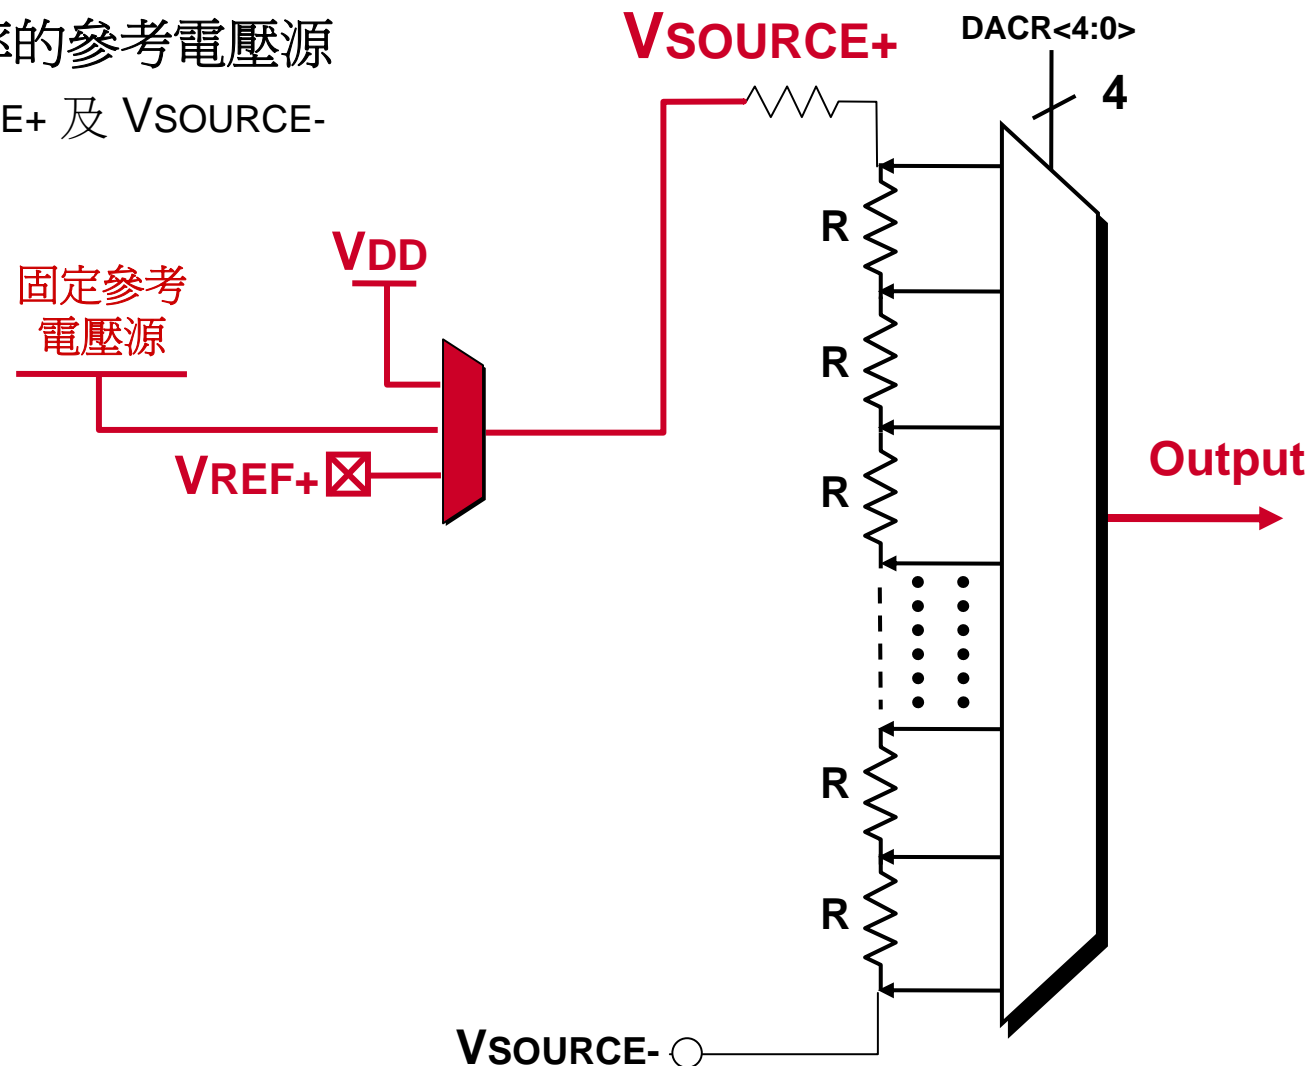 的參考電壓源
E+ 及 VSOURCE-
VSOURCE+
DACR<4:0>
4
R
VDD
固定參考
電壓源
R
VREF+
R
Output
R
R
VSOURCE-